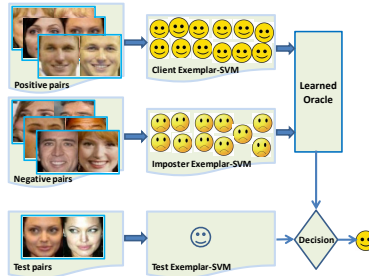 Positive pairs
Client Exemplar-SVM
Learned
Oracle
Negative pairs
Imposter Exemplar-SVM
Test pairs
Test Exemplar-SVM
Decision